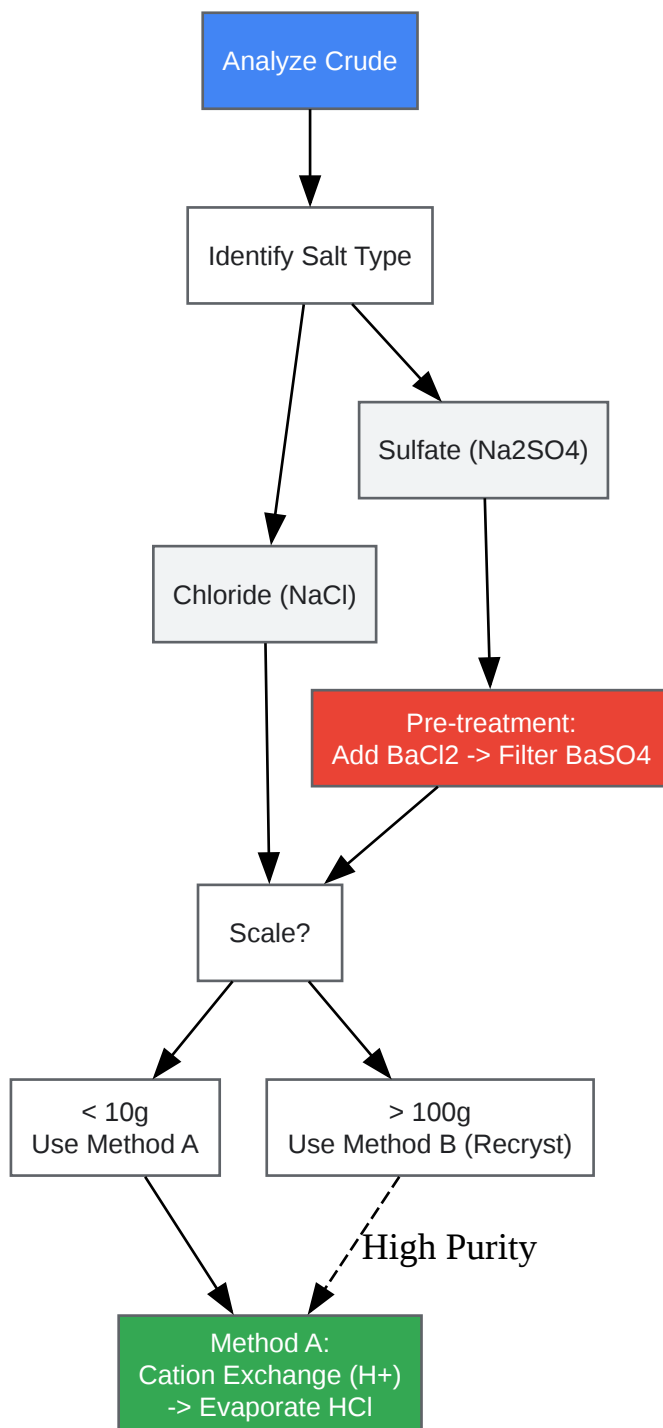 Analyze Crude
Identify Salt Type
Sulfate (Na2SO4)
Chloride (NaCl)
Pre-treatment:
Add BaCl2 -> Filter BaSO4
Scale?
< 10g
Use Method A
> 100g
Use Method B (Recryst)
High Purity
Method A:
Cation Exchange (H+)
-> Evaporate HCl